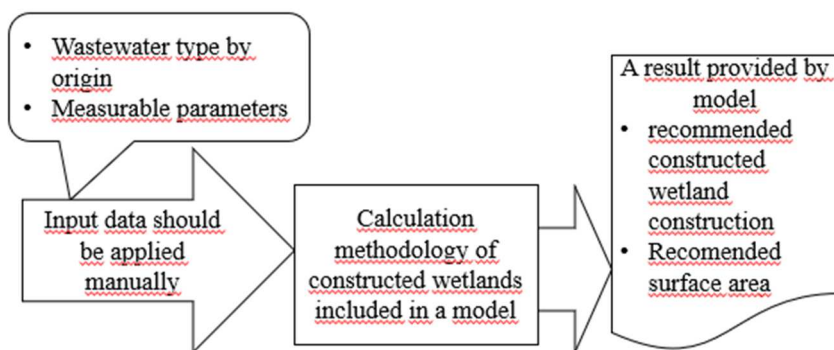 • Wastewater type by
origin
• Measurable parameters
Input data should
be applied
manually
Calculation
methodology of
constructed wetlands
included in a model
A result provided by
model
• recommended
constructed
wetland
construction
• Recomended
surface area